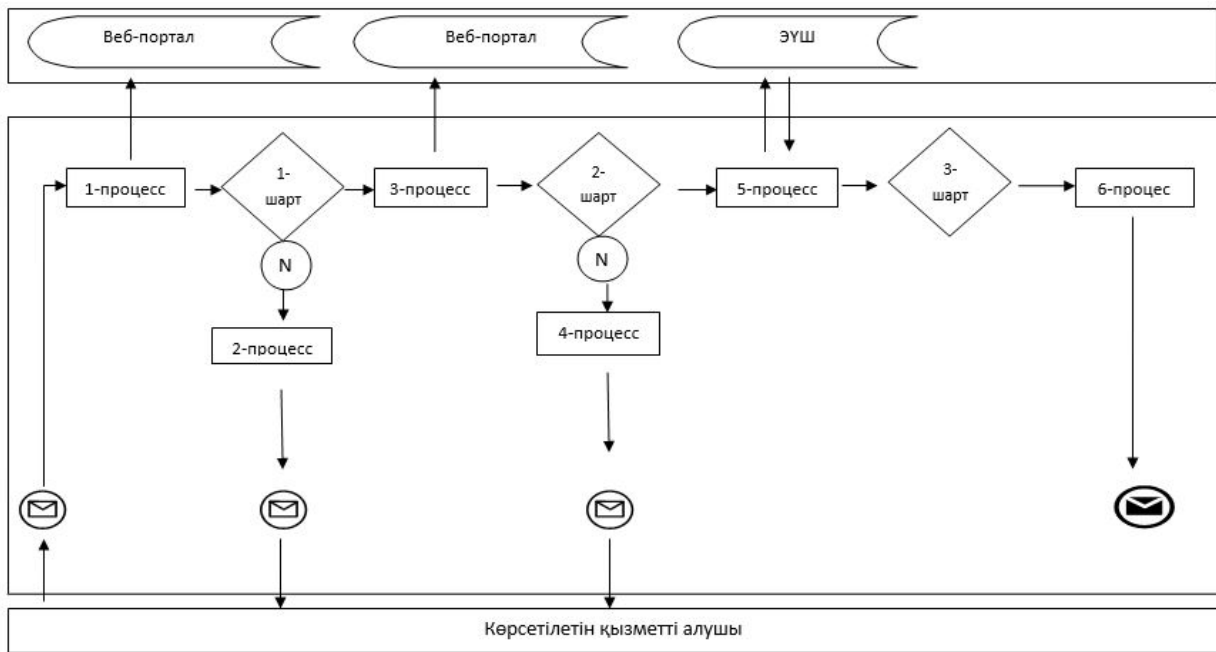 Веб-портал
Веб-портал
ЭҮШ
1-процесс
1-
шарт
3-процесс
2-
шарт
5-процесс
3-
шарт
6-процес
N
N
2-процесс
4-процесс
Көрсетілетін қызметті алушы